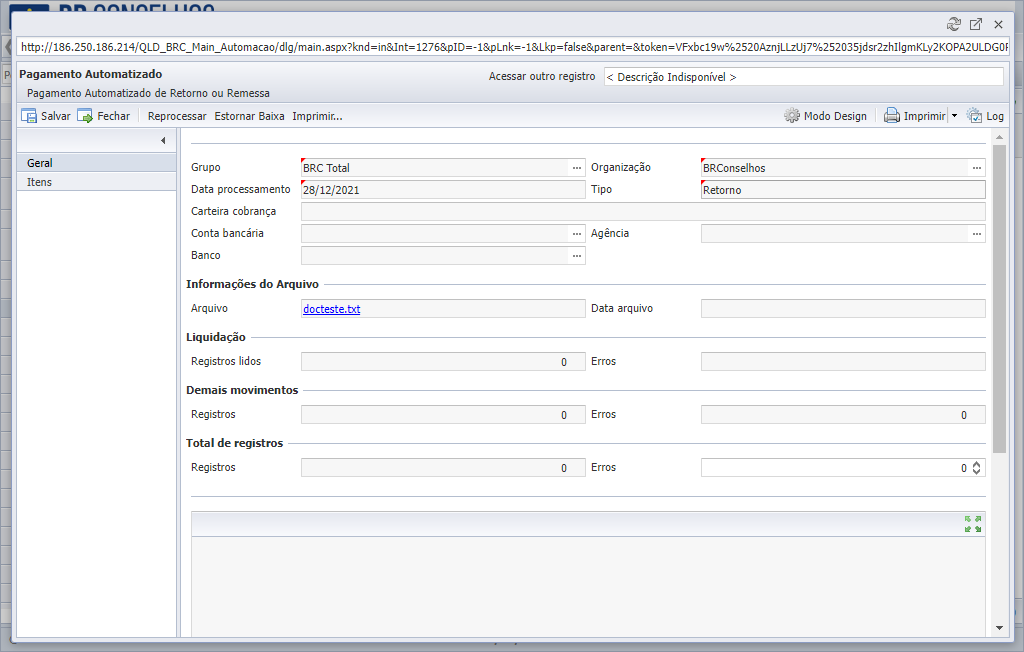 http://186.250.186.214/QLD_BRC_Main_Automacao/dlg/main.aspx?knd=in&Int=1276&pID=-1&pLnk=-1&Lkp=false&parent=&token=VFxbc19w%2520AznjLLzUj7%252035jdsr2zhIlgmKLy2KOPA2ULDG0F
Pagamento Automatizado
Acessar outro registro < Descrição Indisponível >
Pagamento Automatizado de Retorno ou Remessa
Salvar Fechar Reprocessar Estornar Baixa Imprimir... Modo Design Imprimir Log
Geral
Itens
Grupo BRC Total ... Organização BRConselhos ...
Data processamento 28/12/2021 Tipo Retorno
Carteira cobrança
Conta bancária ... Agência ...
Banco ...
Informações do Arquivo
Arquivo docteste.txt Data arquivo
Liquidação
Registros lidos 0 Erros
Demais movimentos
Registros 0 Erros 0
Total de registros
Registros 0 Erros 0